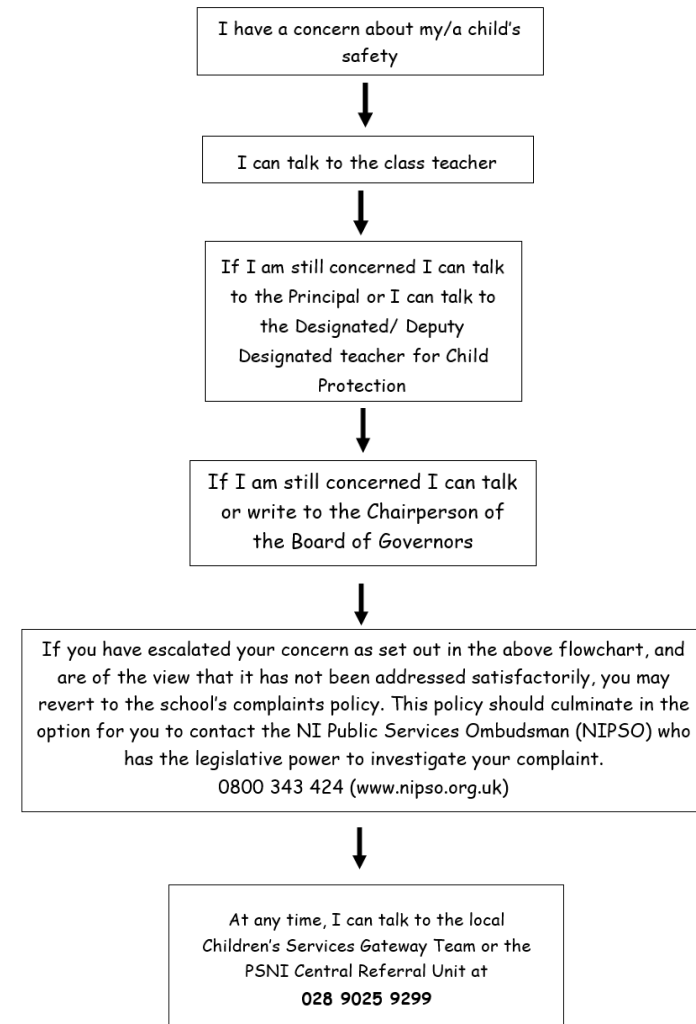 I have a concern about my/a child's
safety
I can talk to the class teacher
If I am still concerned I can talk
to the Principal or I can talk to
the Designated/ Deputy
Designated teacher for Child
Protection
If I am still concerned I can talk
or write to the Chairperson of
the Board of Governors
If you have escalated your concern as set out in the above flowchart, and
are of the view that it has not been addressed satisfactorily, you may
revert to the school's complaints policy. This policy should culminate in the
option for you to contact the NI Public Services Ombudsman (NIPSO) who
has the legislative power to investigate your complaint.
0800 343 424 (www.nipso.org.uk)
At any time, I can talk to the local
Children's Services Gateway Team or the
PSNI Central Referral Unit at
028 9025 9299